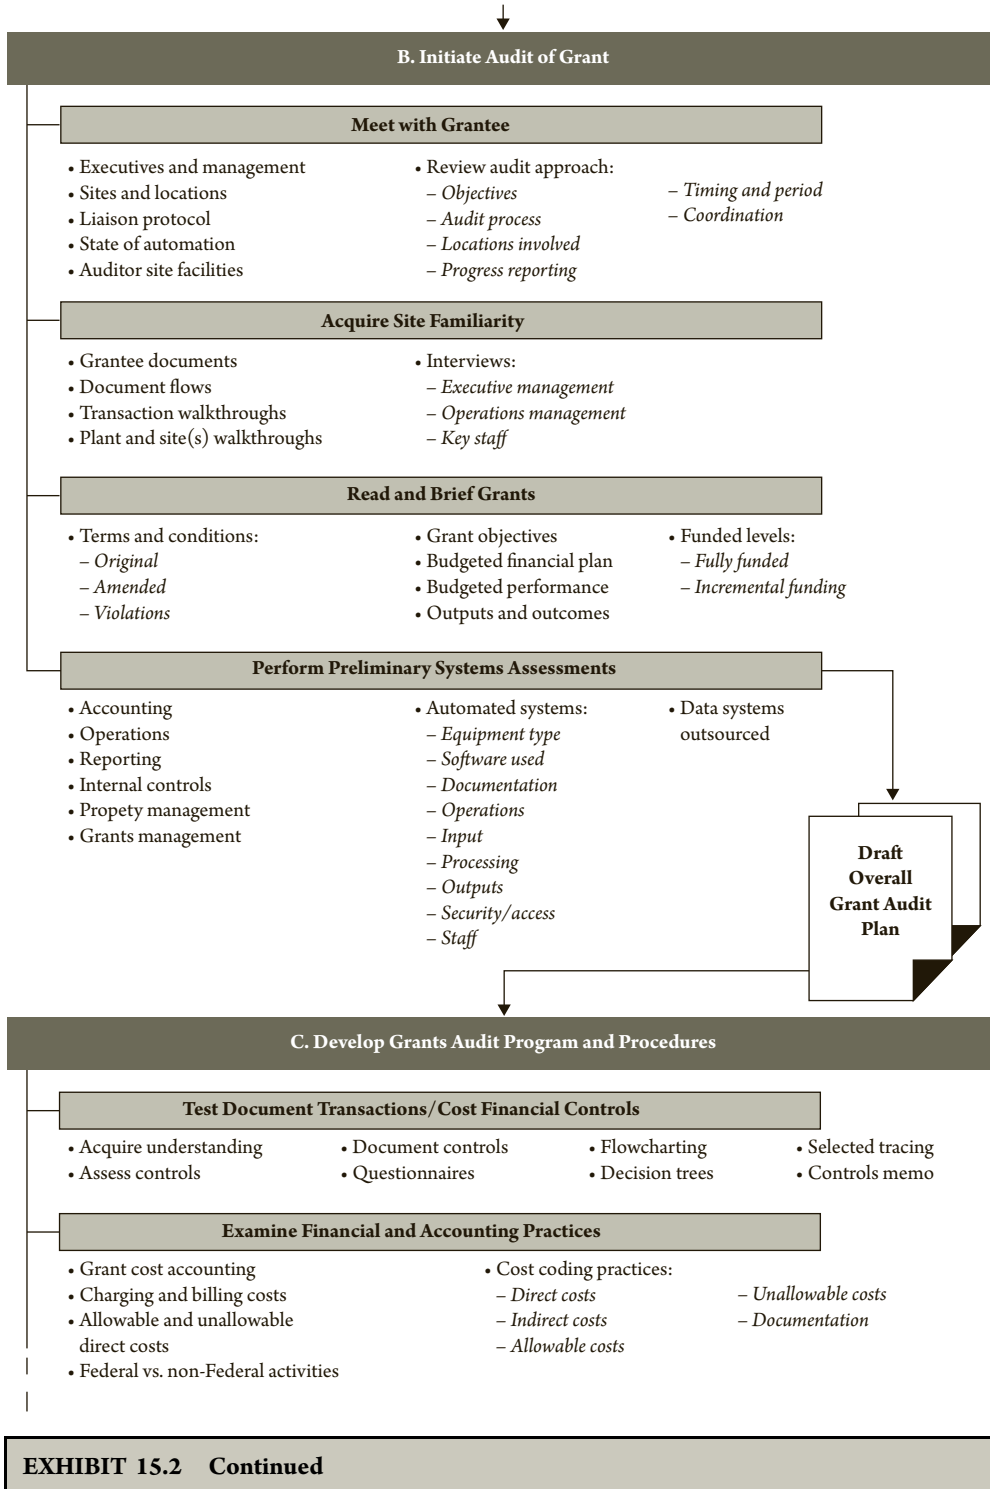 B. Initiate Audit of Grant
Meet with Grantee
• Executives and management
• Sites and locations
• Liaison protocol
• State of automation
• Auditor site facilities
• Review audit approach:
– Objectives
– Audit process
– Locations involved
– Progress reporting
– Timing and period
– Coordination
Acquire Site Familiarity
• Grantee documents
• Document flows
• Transaction walkthroughs
• Plant and site(s) walkthroughs
• Interviews:
– Executive management
– Operations management
– Key staff
Read and Brief Grants
• Terms and conditions:
– Original
– Amended
– Violations
• Grant objectives
• Budgeted financial plan
• Budgeted performance
• Outputs and outcomes
• Funded levels:
– Fully funded
– Incremental funding
Perform Preliminary Systems Assessments
• Accounting
• Operations
• Reporting
• Internal controls
• Propety management
• Grants management
• Automated systems:
– Equipment type
– Software used
– Documentation
– Operations
– Input
– Processing
– Outputs
– Security/access
– Staff
• Data systems
outsourced
Draft
Overall
Grant Audit
Plan
C. Develop Grants Audit Program and Procedures
Test Document Transactions/Cost Financial Controls
• Acquire understanding
• Assess controls
• Document controls
• Questionnaires
• Flowcharting
• Decision trees
• Selected tracing
• Controls memo
Examine Financial and Accounting Practices
• Grant cost accounting
• Charging and billing costs
• Allowable and unallowable
direct costs
• Federal vs. non-Federal activities
• Cost coding practices:
– Direct costs
– Indirect costs
– Allowable costs
– Unallowable costs
– Documentation
EXHIBIT 15.2 Continued